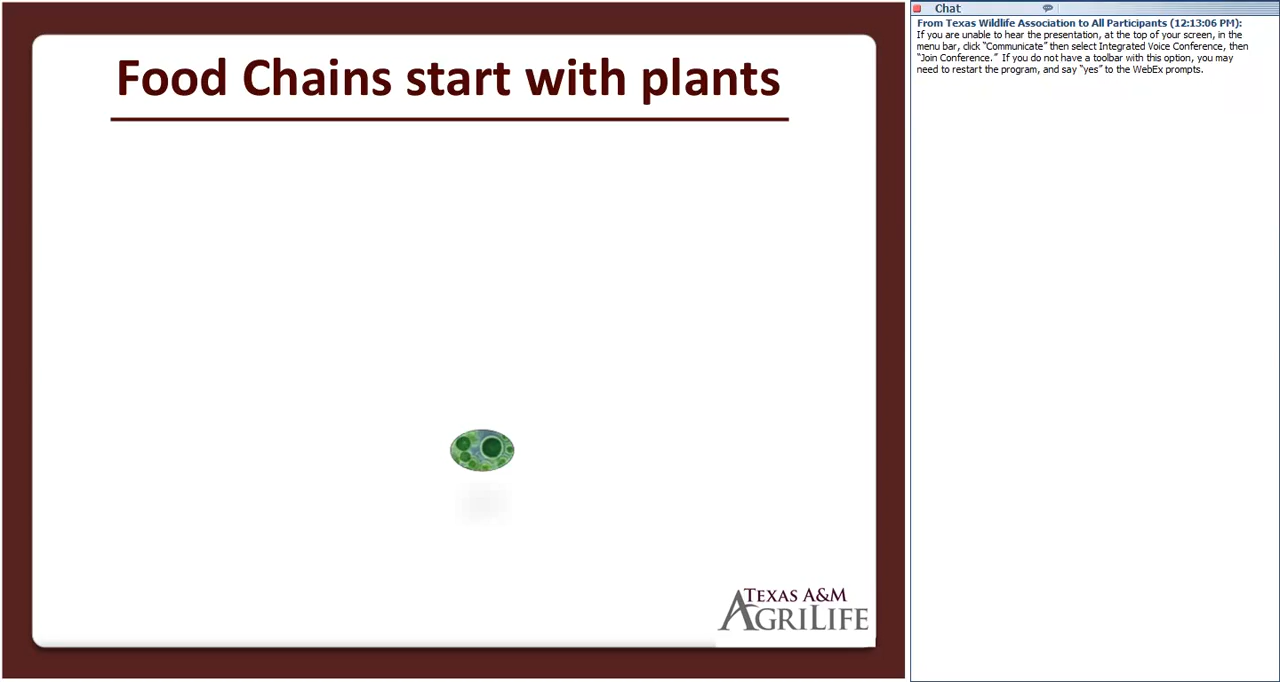 Food Chains start with plants
TEXAS A&M
AGRILIFE
Chat
From Texas Wildlife Association to All Participants (12:13:06 PM):
If you are unable to hear the presentation, at the top of your screen, in the
menu bar, click “Communicate” then select Integrated Voice Conference, then
“Join Conference.”  If you do not have a toolbar with this option, you may
need to restart the program, and say “yes” to the WebEx prompts.